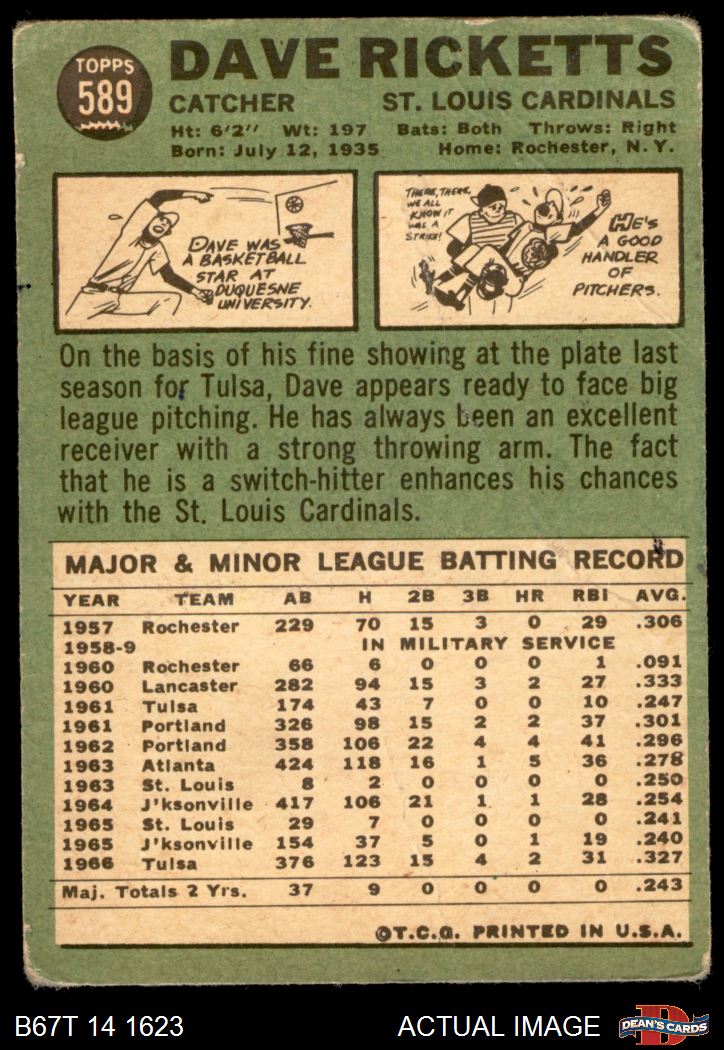 TOPPS
589
DAVE RICKETTS
CATCHER ST. LOUIS CARDINALS
Ht: 6'2" Wt: 197 Bats: Both Throws: Right
Born: July 12, 1935 Home: Rochester, N.Y.
DAVE WAS
A BASKETBALL
STAR AT
DUQUESNE
UNIVERSITY.
THERE, THERE,
WE ALL
KNOW IT
WAS A
STRIKE!
HE'S
A GOOD
HANDLER
OF
PITCHERS.
On the basis of his fine showing at the plate last
season for Tulsa, Dave appears ready to face big
league pitching. He has always been an excellent
receiver with a strong throwing arm. The fact
that he is a switch-hitter enhances his chances
with the St. Louis Cardinals.
MAJOR & MINOR LEAGUE BATTING RECORD
YEAR TEAM AB H 2B 3B HR RBI AVG.
1957 Rochester 229 70 15 3 0 29 .306
1958-9 IN MILITARY SERVICE
1960 Rochester 66 6 0 0 0 1 .091
1960 Lancaster 282 94 15 3 2 27 .333
1961 Tulsa 174 43 7 0 0 10 .247
1961 Portland 326 98 15 2 2 37 .301
1962 Portland 358 106 22 4 4 41 .296
1963 Atlanta 424 118 16 1 5 36 .278
1963 St. Louis 8 2 0 0 0 0 .250
1964 J'ksonville 417 106 21 1 1 28 .254
1965 St. Louis 29 7 0 0 0 0 .241
1965 J'ksonville 154 37 5 0 1 19 .240
1966 Tulsa 376 123 15 4 2 31 .327
Maj. Totals 2 Yrs. 37 9 0 0 0 0 .243
©T.C.G. PRINTED IN U.S.A.
B67T 14 1623 ACTUAL IMAGE
DEAN'S CARDS